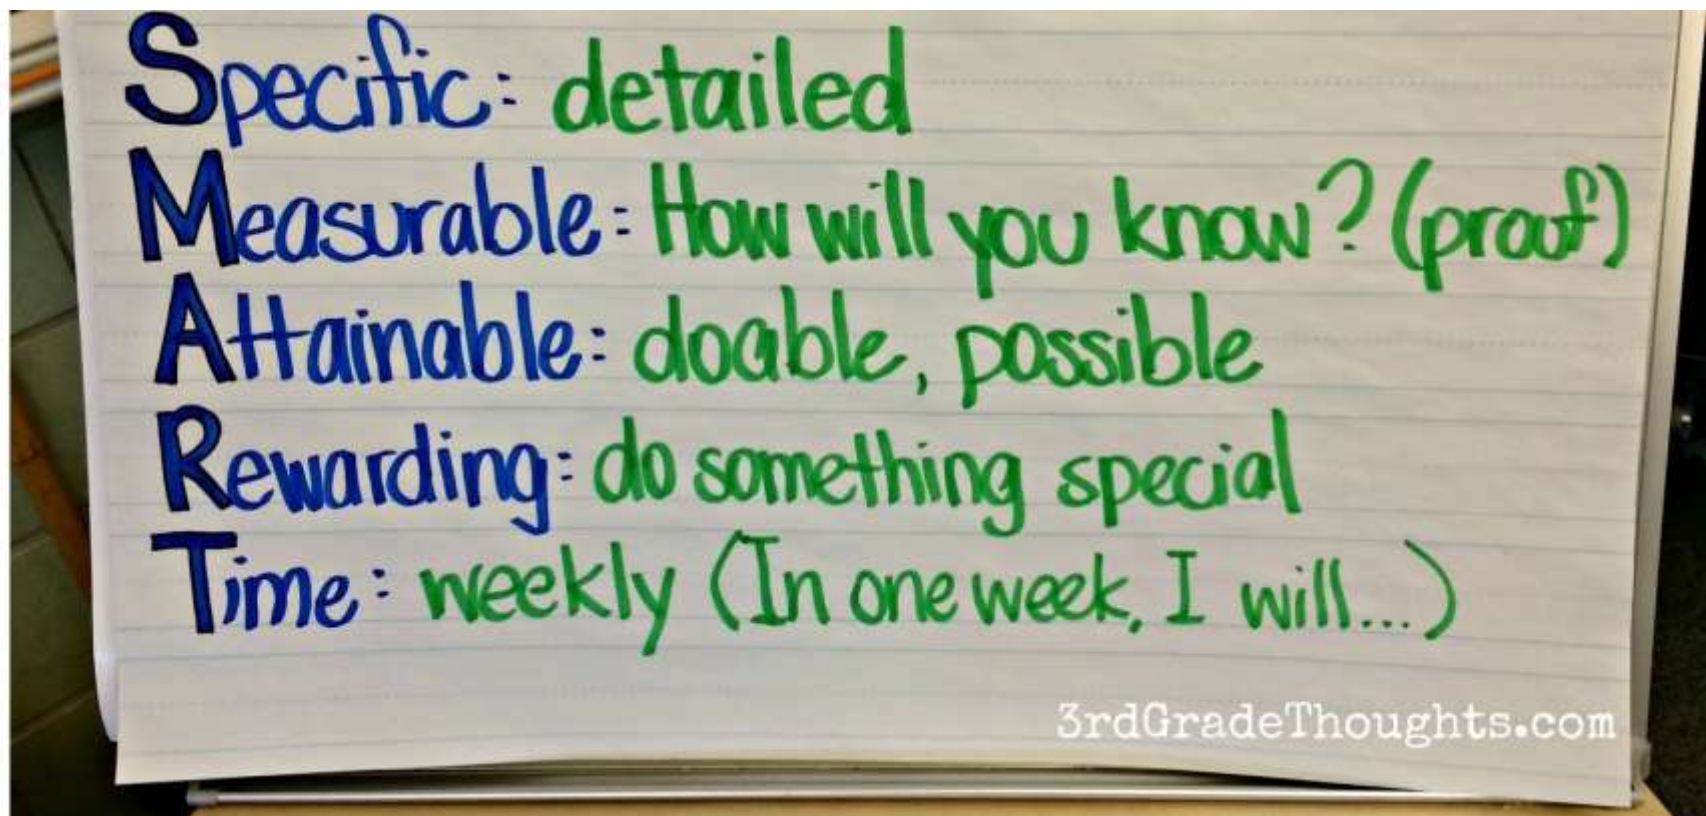 Specific: detailed
Measurable: How will you know? (proof)
Attainable: doable, possible
Rewarding: do something special
Time: weekly (In one week, I will...)
3rdGradeThoughts.com